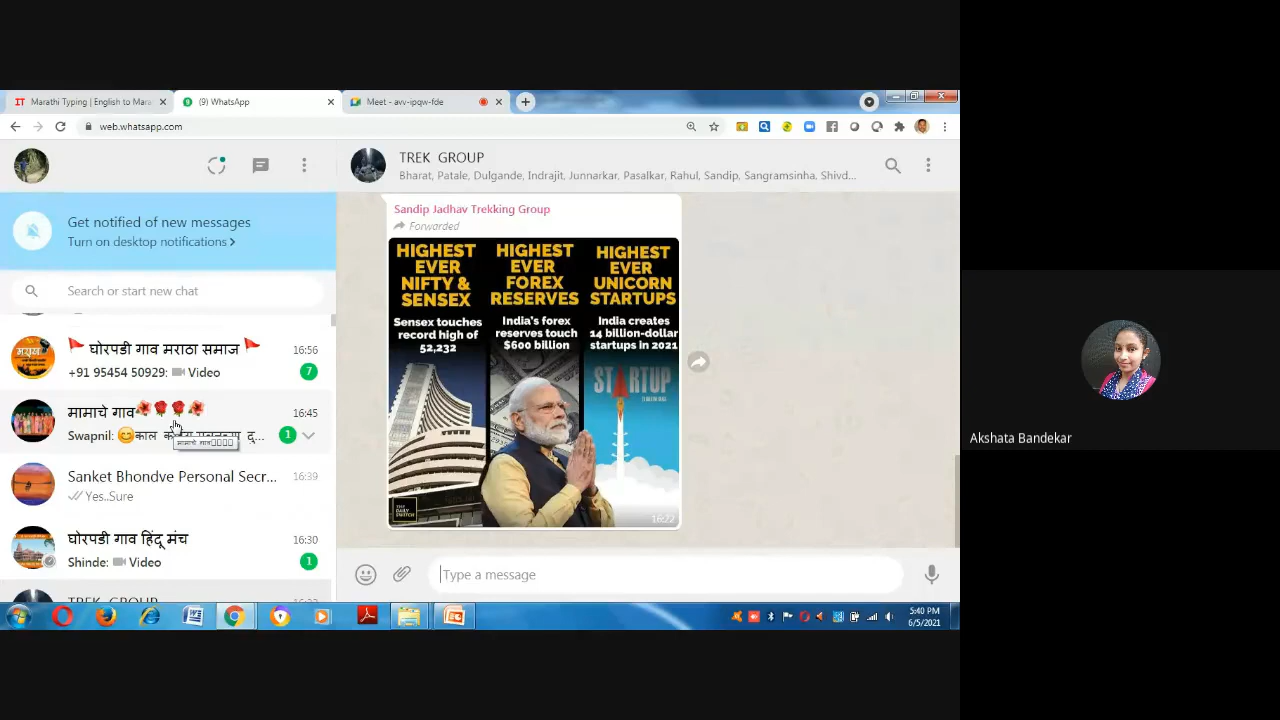 Marathi Typing | English to Mara
(9) WhatsApp
Meet - avv-ipqw-fde
web.whatsapp.com
TREK GROUP
Bharat, Patale, Dulgande, Indrajit, Junnarkar, Pasalkar, Rahul, Sandip, Sangramsinha, Shivd...
Get notified of new messages
Turn on desktop notifications
Search or start new chat
घोरपडी गाव मराठा समाज
16:56
+91 95454 50929: Video
7
मामाचे गाव
16:45
Swapnil: काल
1
Sanket Bhondve Personal Secr...
16:39
Yes..Sure
घोरपडी गाव हिंदू मंच
16:30
Shinde: Video
1
TREK GROUP
Sandip Jadhav Trekking Group
Forwarded
HIGHEST
EVER
NIFTY &
SENSEX
Sensex touches
record high of
52,232
HIGHEST
EVER
FOREX
RESERVES
India's forex
reserves touch
$600 billion
HIGHEST
EVER
UNICORN
STARTUPS
India creates
14 billion-dollar
startups in 2021
STARTUP
16:22
Type a message
5:40 PM
6/5/2021
Akshata Bandekar